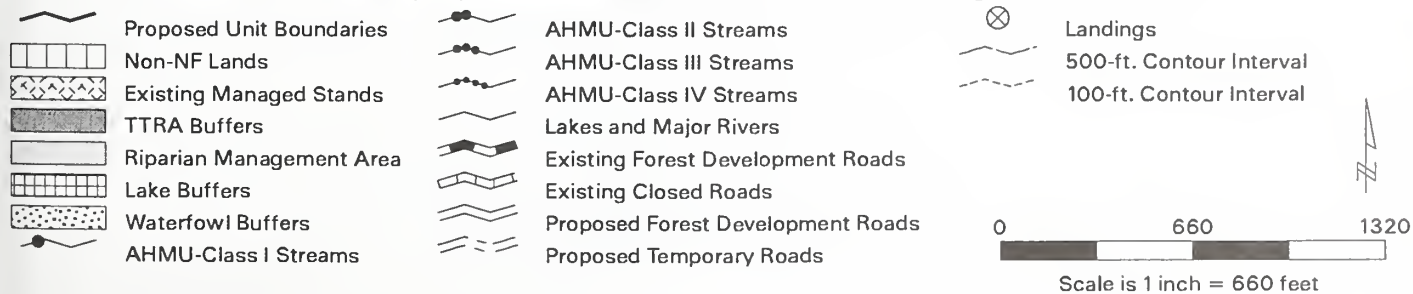 Proposed Unit Boundaries
Non-NF Lands
Existing Managed Stands
TTRA Buffers
Riparian Management Area
Lake Buffers
Waterfowl Buffers
AHMU-Class I Streams
AHMU-Class II Streams
AHMU-Class III Streams
AHMU-Class IV Streams
Lakes and Major Rivers
Existing Forest Development Roads
Existing Closed Roads
Proposed Forest Development Roads
Proposed Temporary Roads
Landings
500-ft. Contour Interval
100-ft. Contour Interval
0 660 1320
Scale is 1 inch = 660 feet